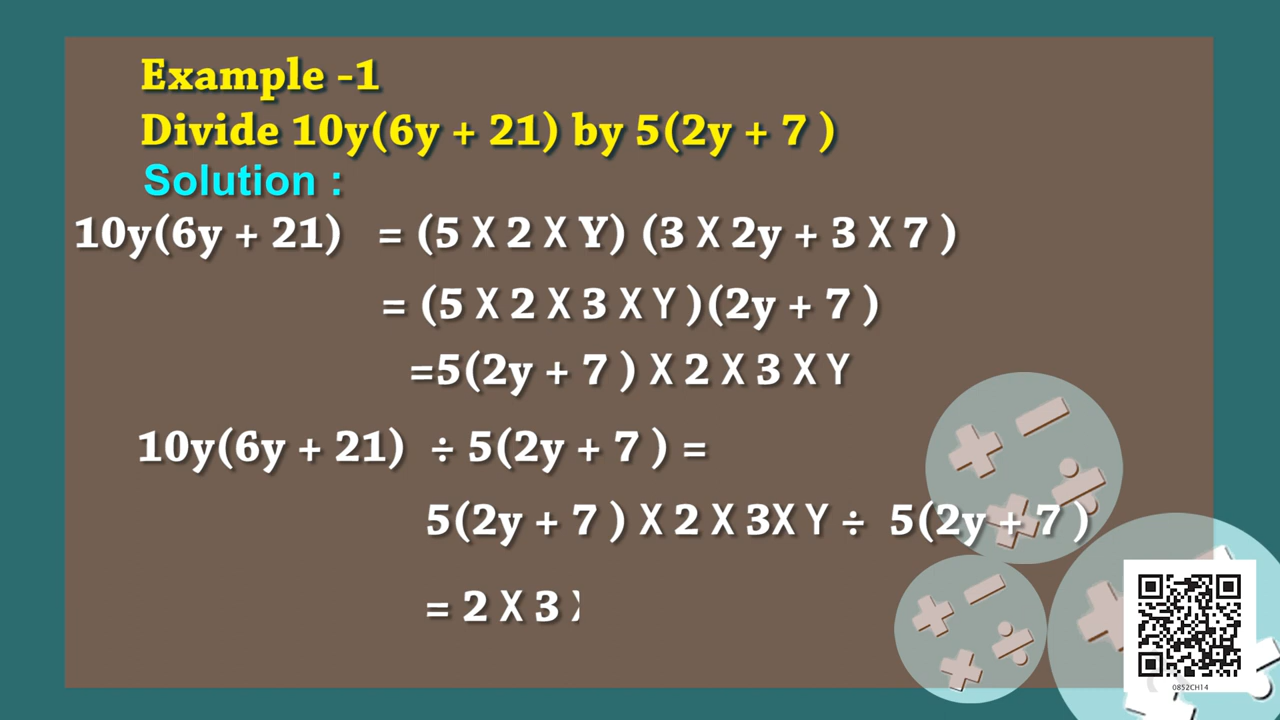 Example -1
Divide 10y(6y + 21) by 5(2y + 7 )
Solution :
10y(6y + 21) = (5 X 2 X Y) (3 X 2y + 3 X 7 )
= (5 X 2 X 3 X Y )(2y + 7 )
=5(2y + 7 ) X 2 X 3 X Y
10y(6y + 21) ÷ 5(2y + 7 ) =
5(2y + 7 ) X 2 X 3X Y ÷ 5(2y + 7 )
= 2 X 3
0852CH14